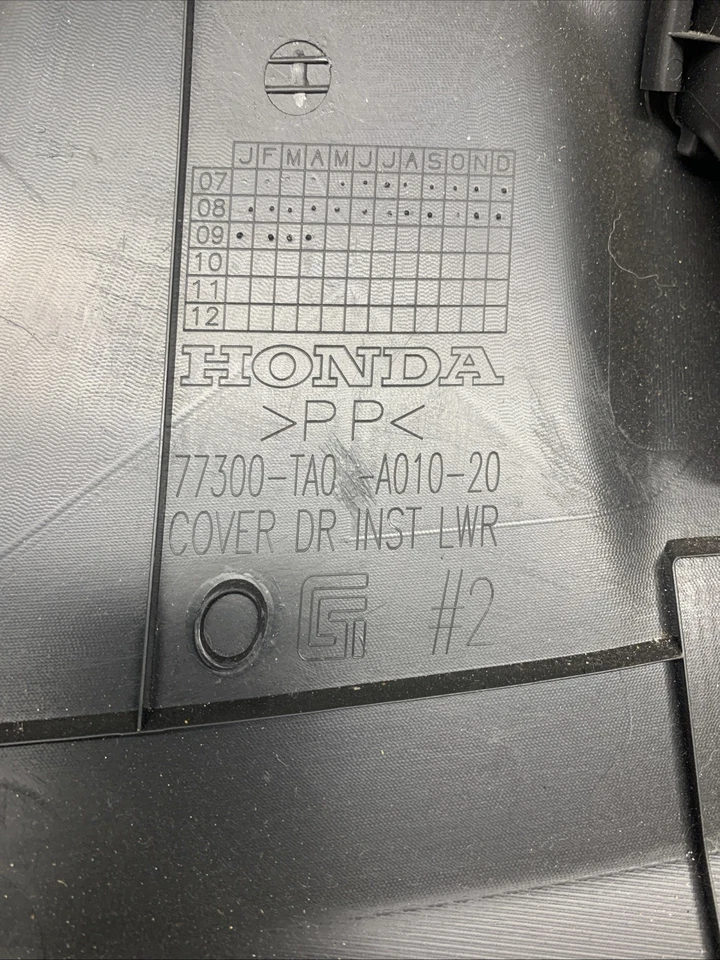 J F M A M J J A S O N D
07
08
09
10
11
12
HONDA
>PP<
77300-TA0 -A010-20
COVER DR INST LWR
#2